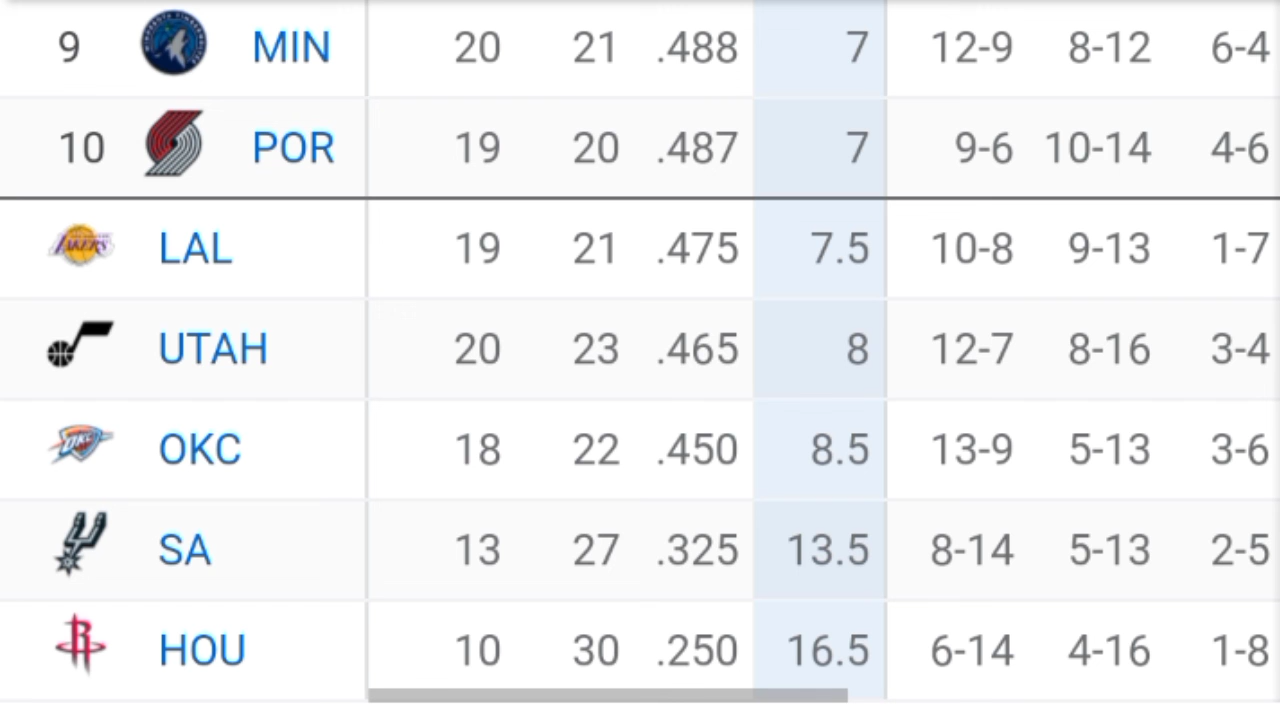 9 MIN 20 21 .488 7 12-9 8-12 6-4
10 POR 19 20 .487 7 9-6 10-14 4-6
LAKERS LAL 19 21 .475 7.5 10-8 9-13 1-7
UTAH 20 23 .465 8 12-7 8-16 3-4
OKC OKC 18 22 .450 8.5 13-9 5-13 3-6
SA 13 27 .325 13.5 8-14 5-13 2-5
R HOU 10 30 .250 16.5 6-14 4-16 1-8